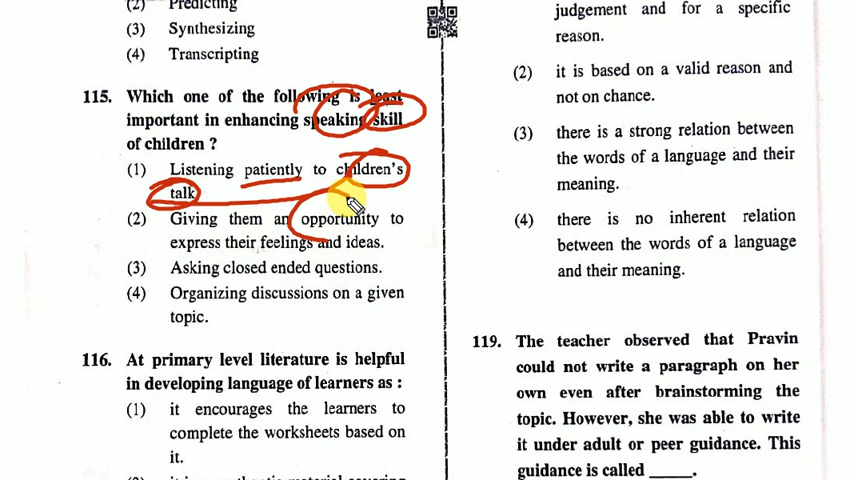 (2) Predicting
(3) Synthesizing
(4) Transcripting
115. Which one of the following is least
important in enhancing speaking skill
of children ?
(1) Listening patiently to children's
talk
(2) Giving them an opportunity to
express their feelings and ideas.
(3) Asking closed ended questions.
(4) Organizing discussions on a given
topic.
116. At primary level literature is helpful
in developing language of learners as :
(1) it encourages the learners to
complete the worksheets based on
it.
judgement and for a specific
reason.
(2) it is based on a valid reason and
not on chance.
(3) there is a strong relation between
the words of a language and their
meaning.
(4) there is no inherent relation
between the words of a language
and their meaning.
119. The teacher observed that Pravin
could not write a paragraph on her
own even after brainstorming the
topic. However, she was able to write
it under adult or peer guidance. This
guidance is called _____.